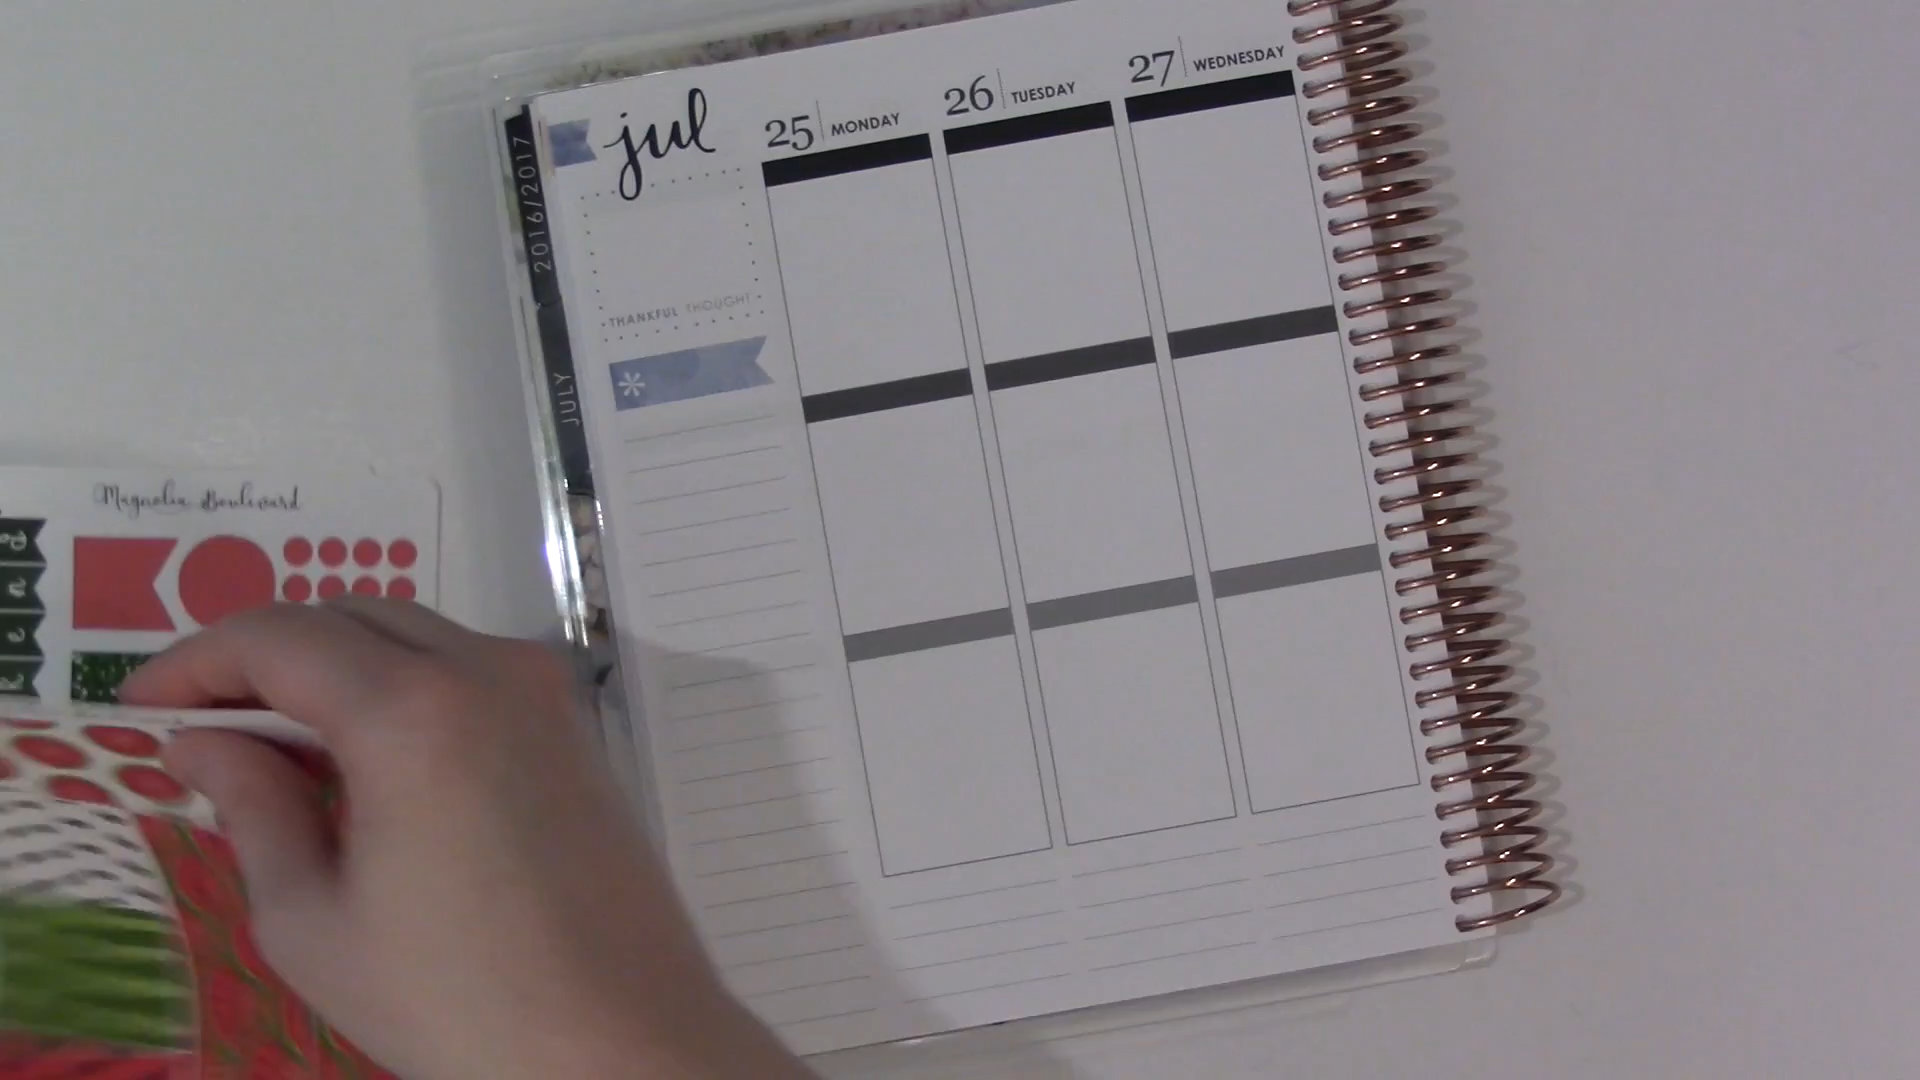 jul
25 MONDAY
26 TUESDAY
27 WEDNESDAY
2016/2017
THANKFUL THOUGHT
*
JULY
Magnolia Boulevard